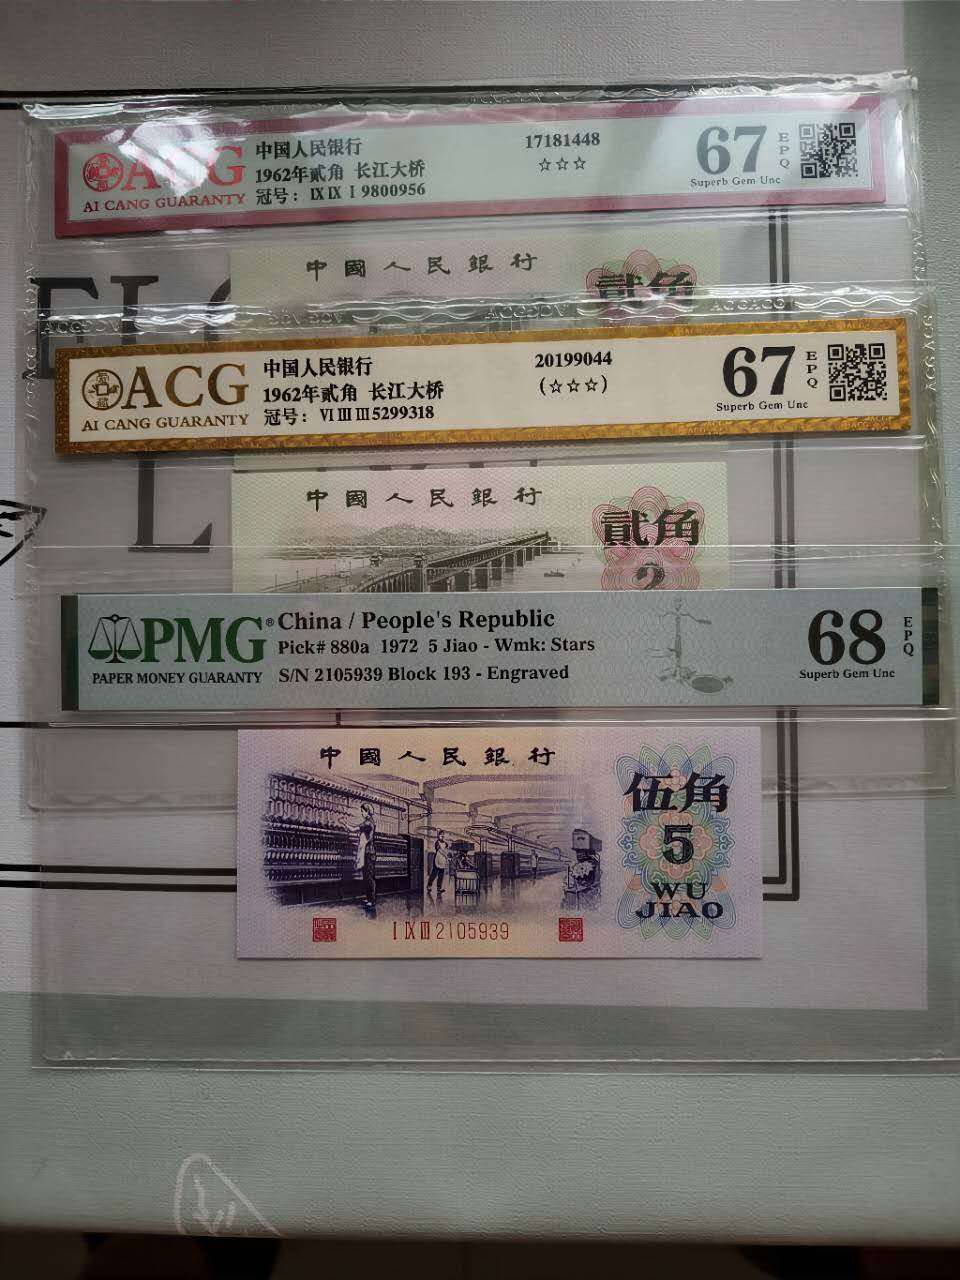 ACG
AI CANG GUARANTY
中国人民银行
1962年贰角 长江大桥
冠号： IX IX I 9800956
17181448
☆☆☆
67
EPQ
Superb Gem Unc
中國人民銀行
貳角
ELO
ACG
AI CANG GUARANTY
中国人民银行
1962年贰角 长江大桥
冠号： VI III III 5299318
20199044
(☆☆☆)
67
EPQ
Superb Gem Unc
中國人民銀行
貳角
2
L
PMG®
PAPER MONEY GUARANTY
China / People's Republic
Pick# 880a 1972 5 Jiao - Wmk: Stars
S/N 2105939 Block 193 - Engraved
68
EPQ
Superb Gem Unc
中國人民銀行
伍角
5
WU
JIAO
I IX III 2105939